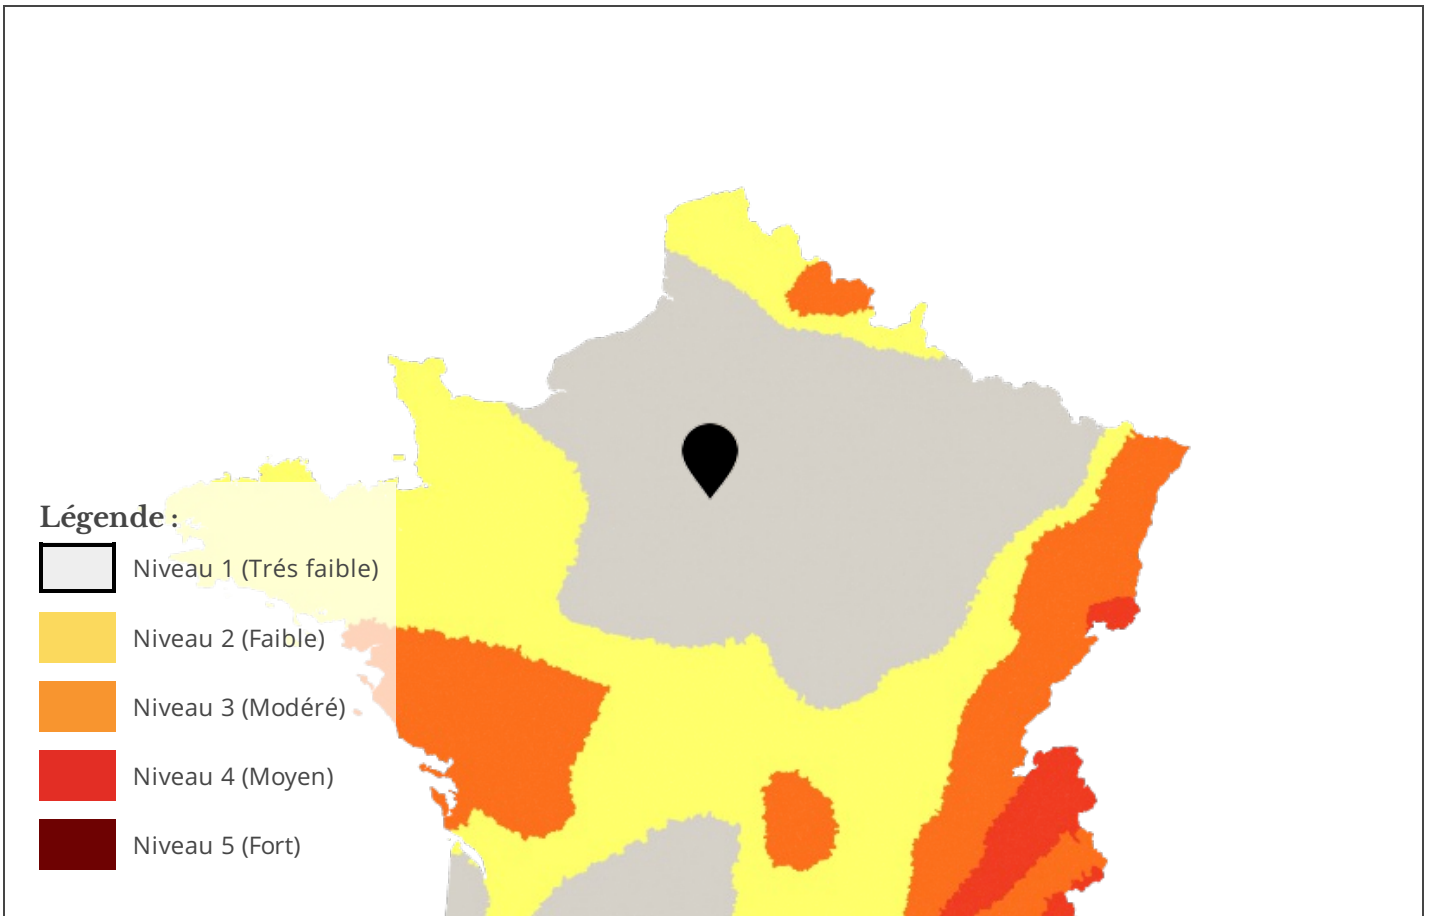 Légende :
Niveau 1 (Trés faible)
Niveau 2 (Faible)
Niveau 3 (Modéré)
Niveau 4 (Moyen)
Niveau 5 (Fort)